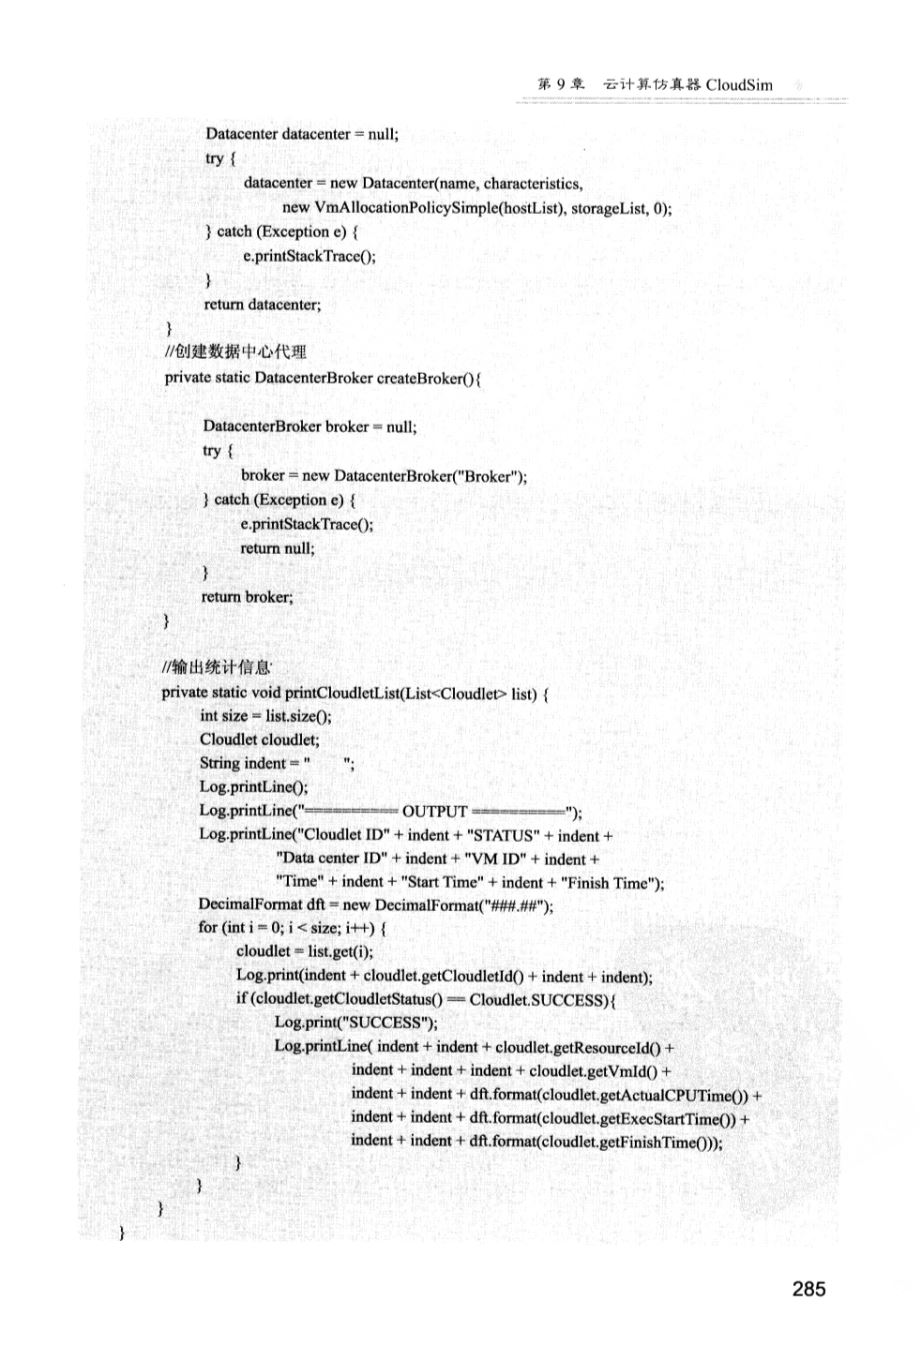 第 9 章 云计算仿真器 CloudSim
Datacenter datacenter = null;
try {
datacenter = new Datacenter(name, characteristics,
new VmAllocationPolicySimple(hostList), storageList, 0);
} catch (Exception e) {
e.printStackTrace();
}
return datacenter;
}
//创建数据中心代理
private static DatacenterBroker createBroker(){
DatacenterBroker broker = null;
try {
broker = new DatacenterBroker("Broker");
} catch (Exception e) {
e.printStackTrace();
return null;
}
return broker;
}
//输出统计信息
private static void printCloudletList(List<Cloudlet> list) {
int size = list.size();
Cloudlet cloudlet;
String indent = "    ";
Log.printLine();
Log.printLine("========== OUTPUT ==========");
Log.printLine("Cloudlet ID" + indent + "STATUS" + indent +
"Data center ID" + indent + "VM ID" + indent +
"Time" + indent + "Start Time" + indent + "Finish Time");
DecimalFormat dft = new DecimalFormat("###.##");
for (int i = 0; i < size; i++) {
cloudlet = list.get(i);
Log.print(indent + cloudlet.getCloudletId() + indent + indent);
if (cloudlet.getCloudletStatus() == Cloudlet.SUCCESS){
Log.print("SUCCESS");
Log.printLine( indent + indent + cloudlet.getResourceId() +
indent + indent + indent + cloudlet.getVmId() +
indent + indent + dft.format(cloudlet.getActualCPUTime()) +
indent + indent + dft.format(cloudlet.getExecStartTime()) +
indent + indent + dft.format(cloudlet.getFinishTime()));
}
}
}
}
285